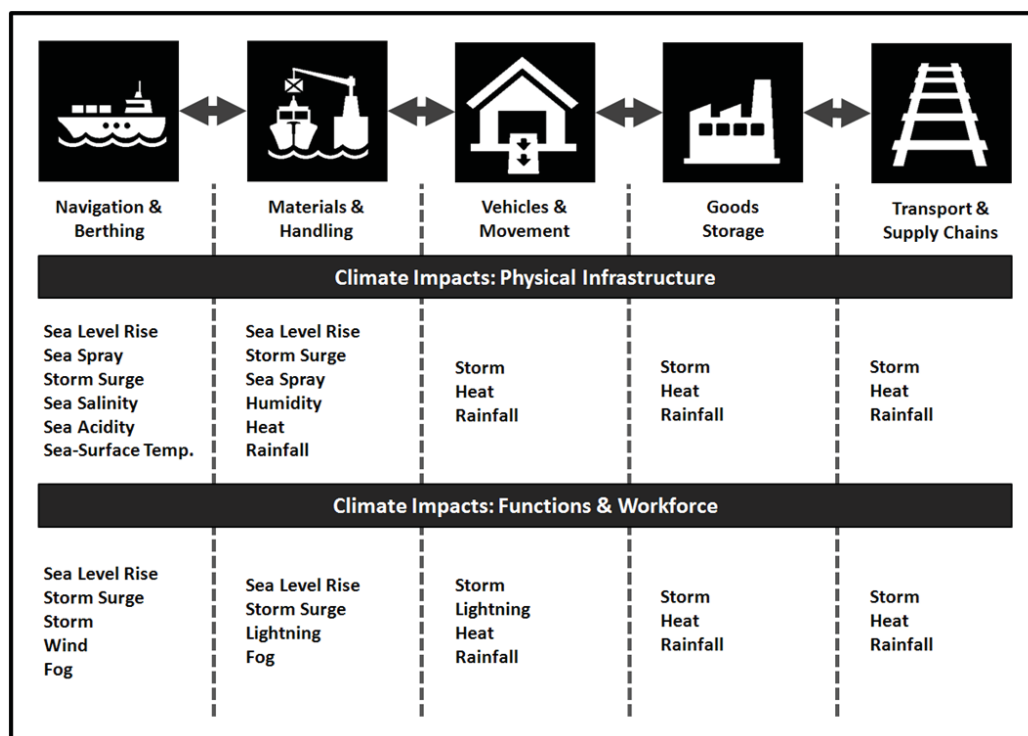 Navigation &
Berthing
Materials &
Handling
Vehicles &
Movement
Goods
Storage
Transport &
Supply Chains
Climate Impacts: Physical Infrastructure
Sea Level Rise
Sea Spray
Storm Surge
Sea Salinity
Sea Acidity
Sea-Surface Temp.
Sea Level Rise
Storm Surge
Sea Spray
Humidity
Heat
Rainfall
Storm
Heat
Rainfall
Storm
Heat
Rainfall
Storm
Heat
Rainfall
Climate Impacts: Functions & Workforce
Sea Level Rise
Storm Surge
Storm
Wind
Fog
Sea Level Rise
Storm Surge
Lightning
Fog
Storm
Lightning
Heat
Rainfall
Storm
Heat
Rainfall
Storm
Heat
Rainfall